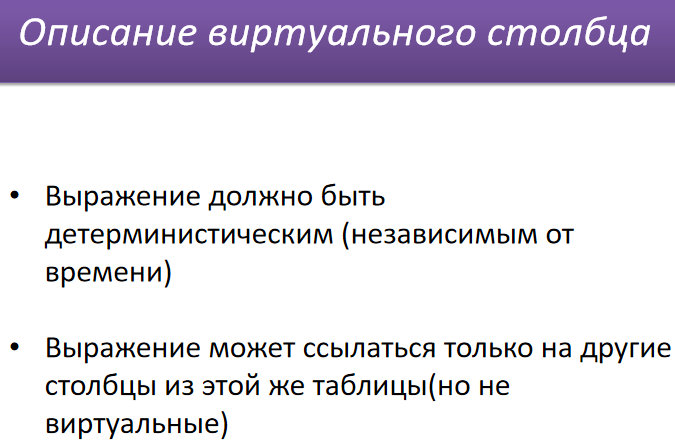 Описание виртуального столбца
• Выражение должно быть
детерминистическим (независимым от
времени)
• Выражение может ссылаться только на другие
столбцы из этой же таблицы(но не
виртуальные)